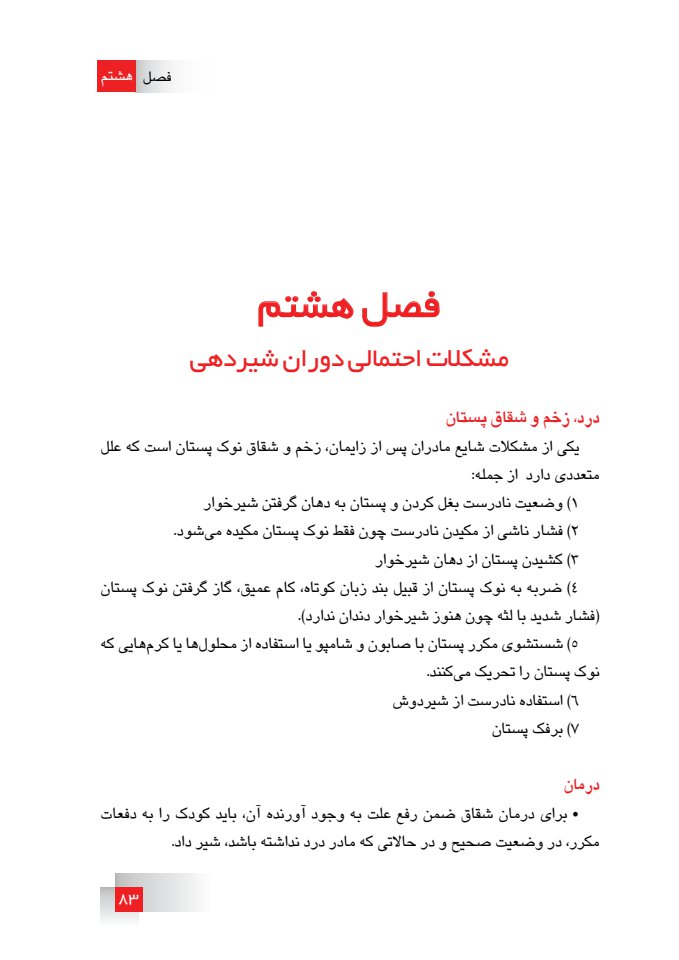 فصل هشتم
فصل هشتم
مشکلات احتمالی دوران شیردهی
درد، زخم و شقاق پستان
یکی از مشکلات شایع مادران پس از زایمان، زخم و شقاق نوک پستان است که علل
متعددی دارد از جمله:
۱) وضعیت نادرست بغل کردن و پستان به دهان گرفتن شیرخوار
۲) فشار ناشی از مکیدن نادرست چون فقط نوک پستان مکیده می‌شود.
۳) کشیدن پستان از دهان شیرخوار
٤) ضربه به نوک پستان از قبیل بند زبان کوتاه، کام عمیق، گاز گرفتن نوک پستان
(فشار شدید با لثه چون هنوز شیرخوار دندان ندارد).
٥) شستشوی مکرر پستان با صابون و شامپو یا استفاده از محلول‌ها یا کرم‌هایی که
نوک پستان را تحریک می‌کنند.
٦) استفاده نادرست از شیردوش
۷) برفک پستان
درمان
• برای درمان شقاق ضمن رفع علت به وجود آورنده آن، باید کودک را به دفعات
مکرر، در وضعیت صحیح و در حالاتی که مادر درد نداشته باشد، شیر داد.
۸۳